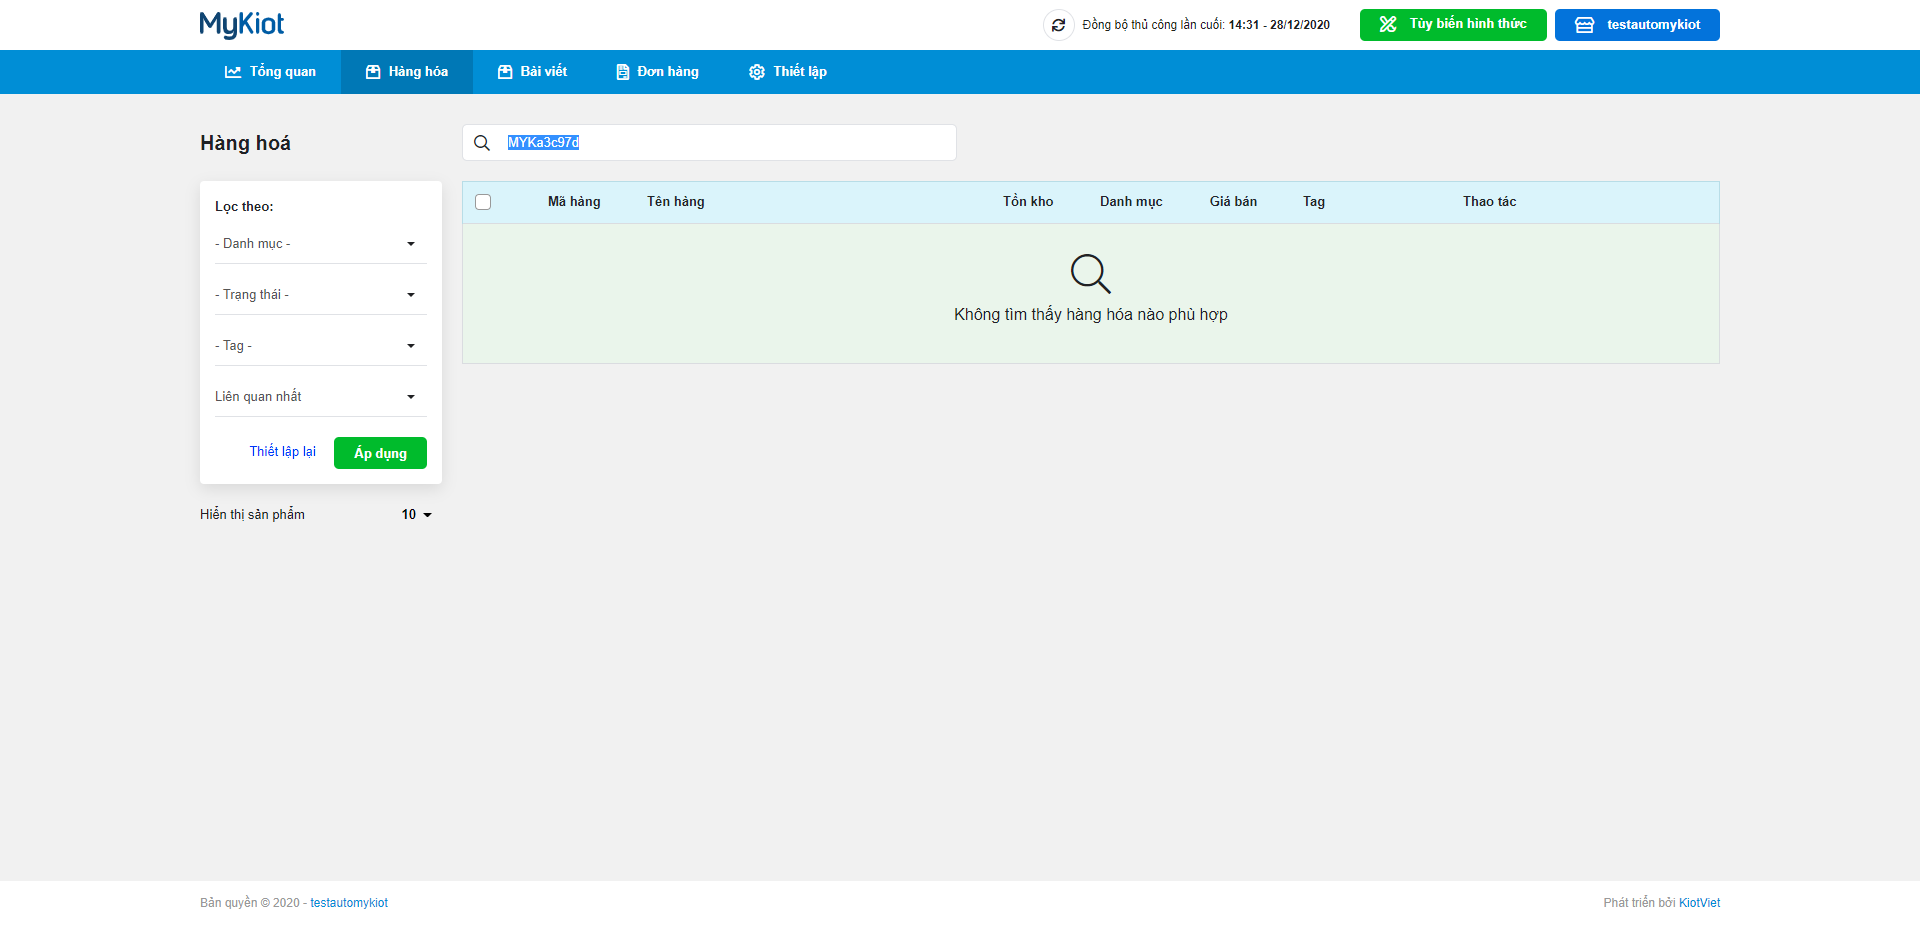 MyKiot
Đồng bộ thủ công lần cuối: 14:31 - 28/12/2020
Tùy biến hình thức
testautomykiot
Tổng quan
Hàng hóa
Bài viết
Đơn hàng
Thiết lập
Hàng hoá
MYKa3c97d
Lọc theo:
- Danh mục -
- Trạng thái -
- Tag -
Liên quan nhất
Thiết lập lại
Áp dụng
Hiển thị sản phẩm 10
Mã hàng Tên hàng Tồn kho Danh mục Giá bán Tag Thao tác
Không tìm thấy hàng hóa nào phù hợp
Bản quyền © 2020 - testautomykiot
Phát triển bởi KiotViet